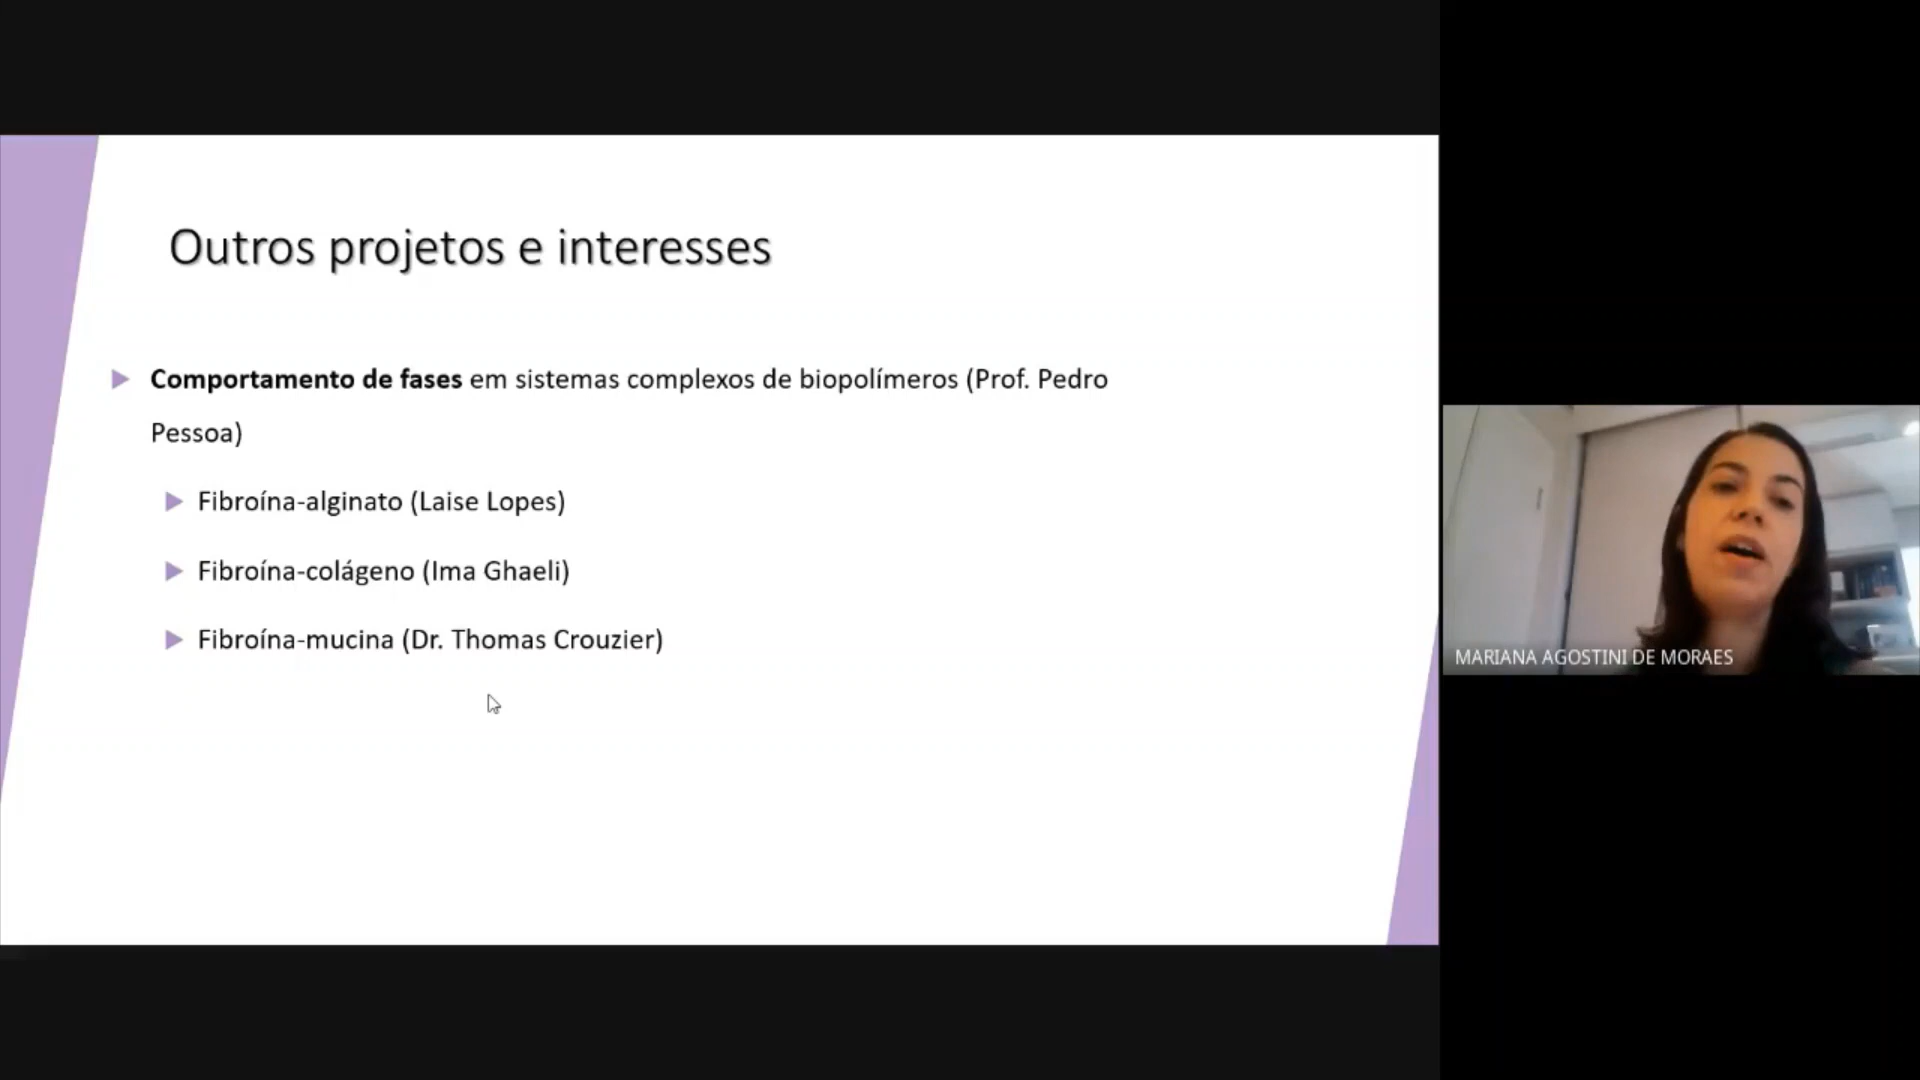 Outros projetos e interesses
Comportamento de fases em sistemas complexos de biopolímeros (Prof. Pedro
Pessoa)
Fibroína-alginato (Laise Lopes)
Fibroína-colágeno (Ima Ghaeli)
Fibroína-mucina (Dr. Thomas Crouzier)
MARIANA AGOSTINI DE MORAES